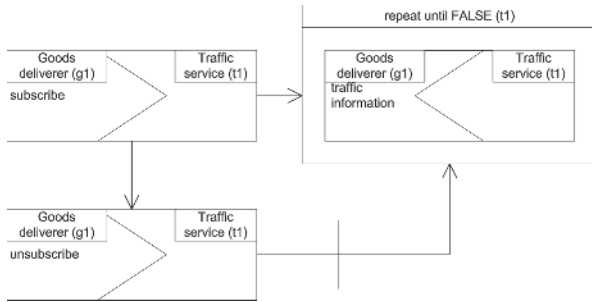 repeat until FALSE (t1)
Goods
deliverer (g1)
Traffic
service (t1)
subscribe
Goods
deliverer (g1)
Traffic
service (t1)
traffic
information
Goods
deliverer (g1)
Traffic
service (t1)
unsubscribe